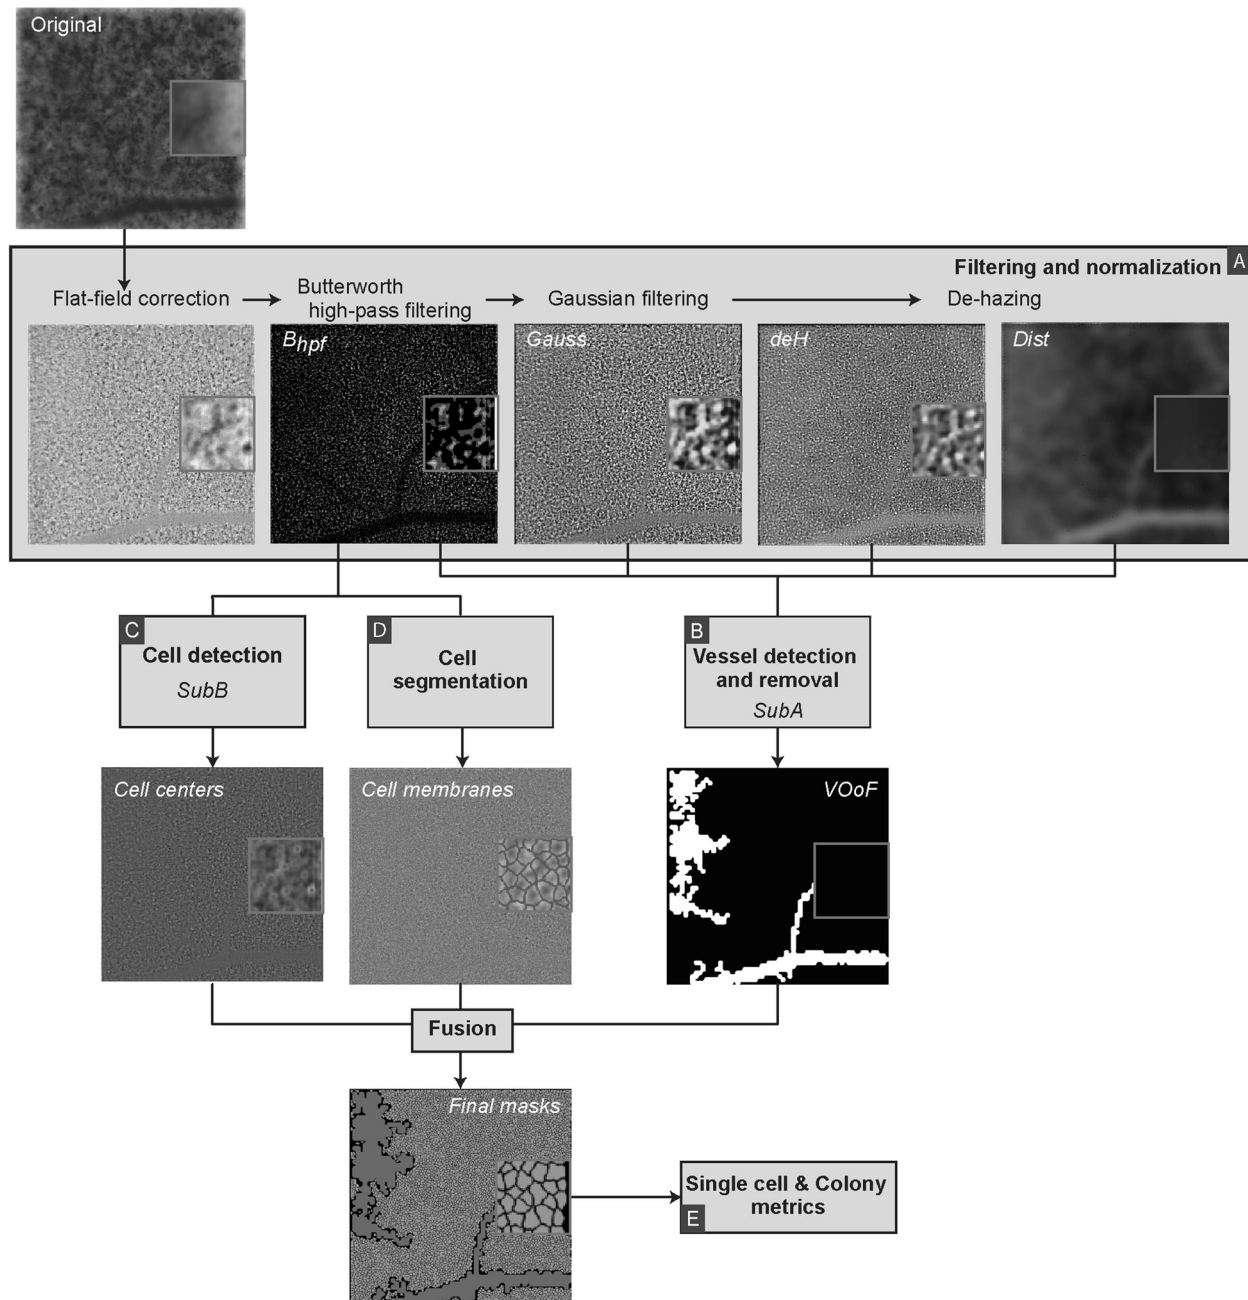 Original
A
Filtering and normalization
Flat-field correction
Butterworth
high-pass filtering
Gaussian filtering
De-hazing
Bhpf
Gauss
deH
Dist
C
Cell detection
SubB
D
Cell
segmentation
B
Vessel detection
and removal
SubA
Cell centers
Cell membranes
VOoF
Fusion
Final masks
Single cell & Colony
metrics
E